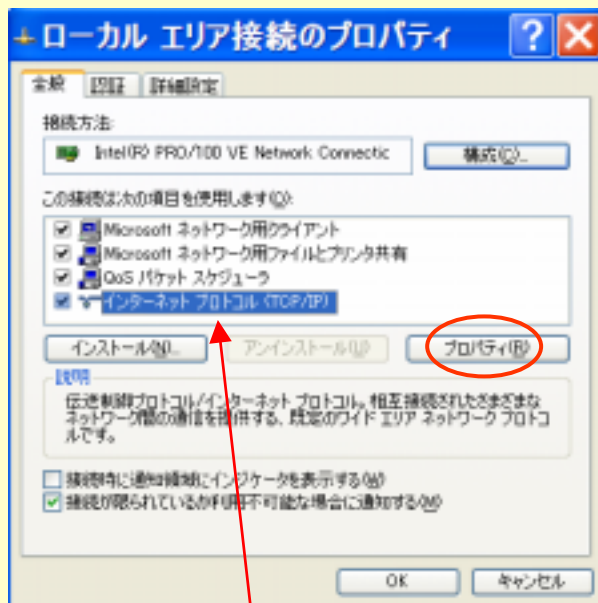 ローカル エリア接続のプロパティ
全般 認証 詳細設定
接続方法:
Intel(R) PRO/100 VE Network Connectic
構成(C)...
この接続は次の項目を使用します(O):
Microsoft ネットワーク用クライアント
Microsoft ネットワーク用ファイルとプリンタ共有
QoS パケット スケジューラ
インターネット プロトコル (TCP/IP)
インストール(N)... アンインストール(U) プロパティ(R)
説明
伝送制御プロトコル/インターネット プロトコル。相互接続されたさまざまな
ネットワーク間の通信を提供する、既定のワイド エリア ネットワーク プロトコ
ルです。
接続時に通知領域にインジケータを表示する(W)
接続が限られているか利用不可能な場合に通知する(M)
OK キャンセル